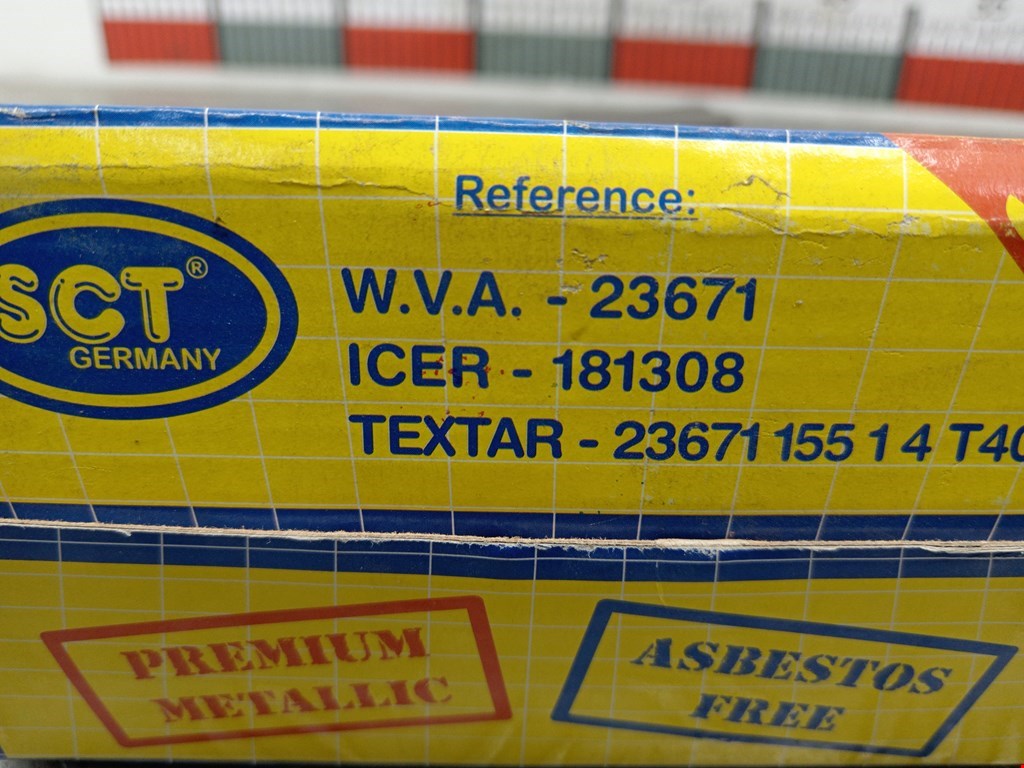 Reference:
SCT®
GERMANY
W.V.A. - 23671
ICER - 181308
TEXTAR - 23671 155 1 4 T40
PREMIUM
METALLIC
ASBESTOS
FREE